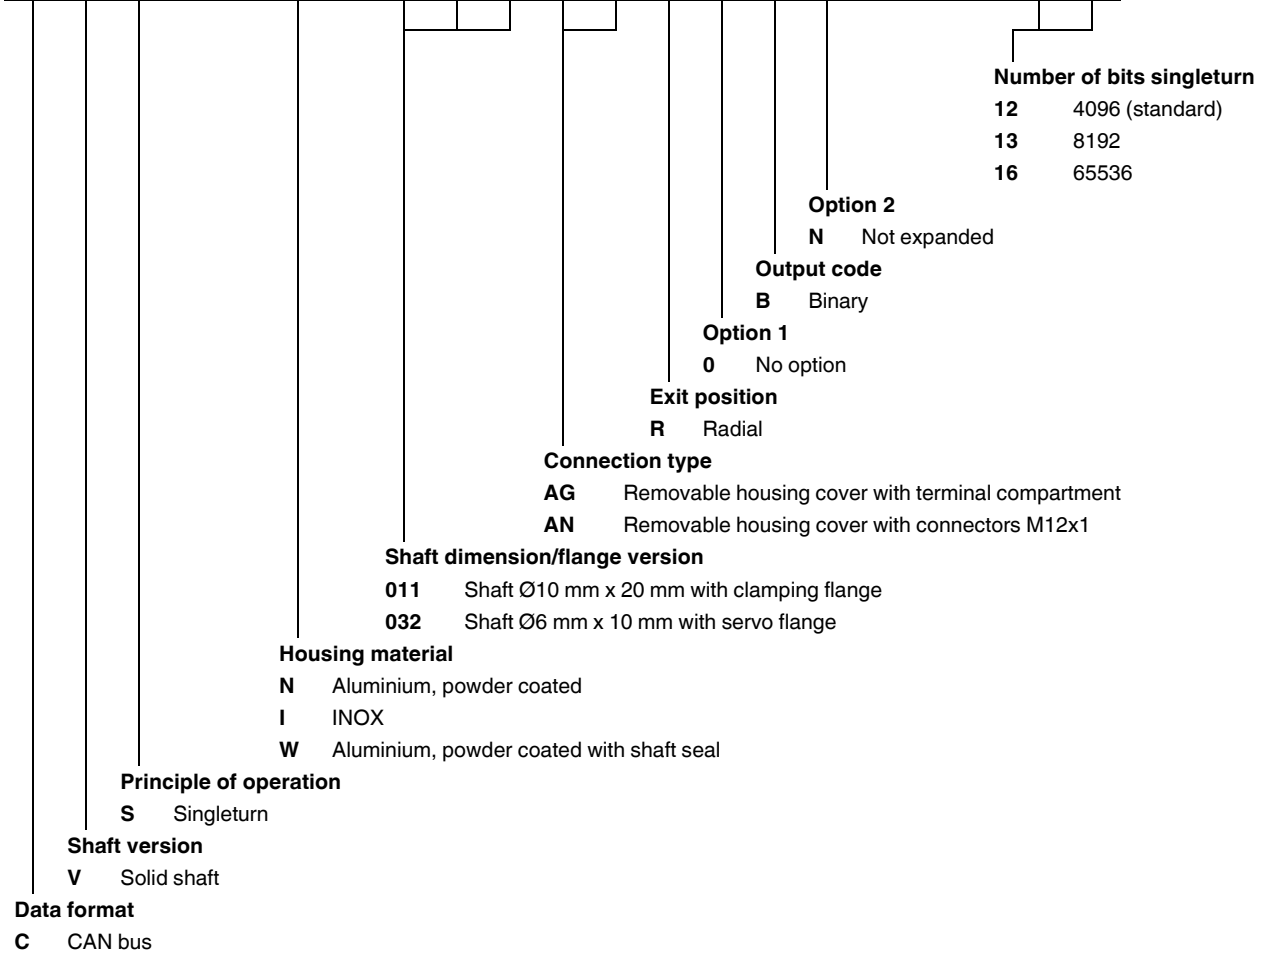 Number of bits singleturn
12 4096 (standard)
13 8192
16 65536
Option 2
N Not expanded
Output code
B Binary
Option 1
0 No option
Exit position
R Radial
Connection type
AG Removable housing cover with terminal compartment
AN Removable housing cover with connectors M12x1
Shaft dimension/flange version
011 Shaft Ø10 mm x 20 mm with clamping flange
032 Shaft Ø6 mm x 10 mm with servo flange
Housing material
N Aluminium, powder coated
I INOX
W Aluminium, powder coated with shaft seal
Principle of operation
S Singleturn
Shaft version
V Solid shaft
Data format
C CAN bus